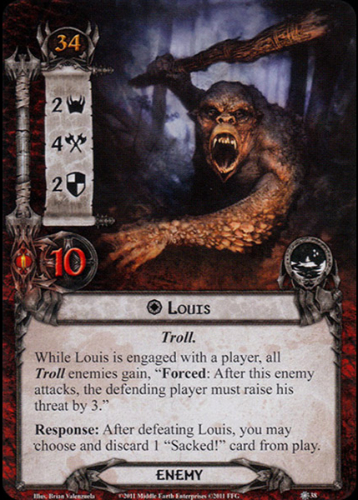 34
2
4
2
10
Louis
Troll.
While Louis is engaged with a player, all
Troll enemies gain, “Forced: After this enemy
attacks, the defending player must raise his
threat by 3.”
Response: After defeating Louis, you may
choose and discard 1 “Sacked!” card from play.
ENEMY
Illus. Brian Valenzuela ©2011 Middle Earth Enterprises ©2011 FFG 38